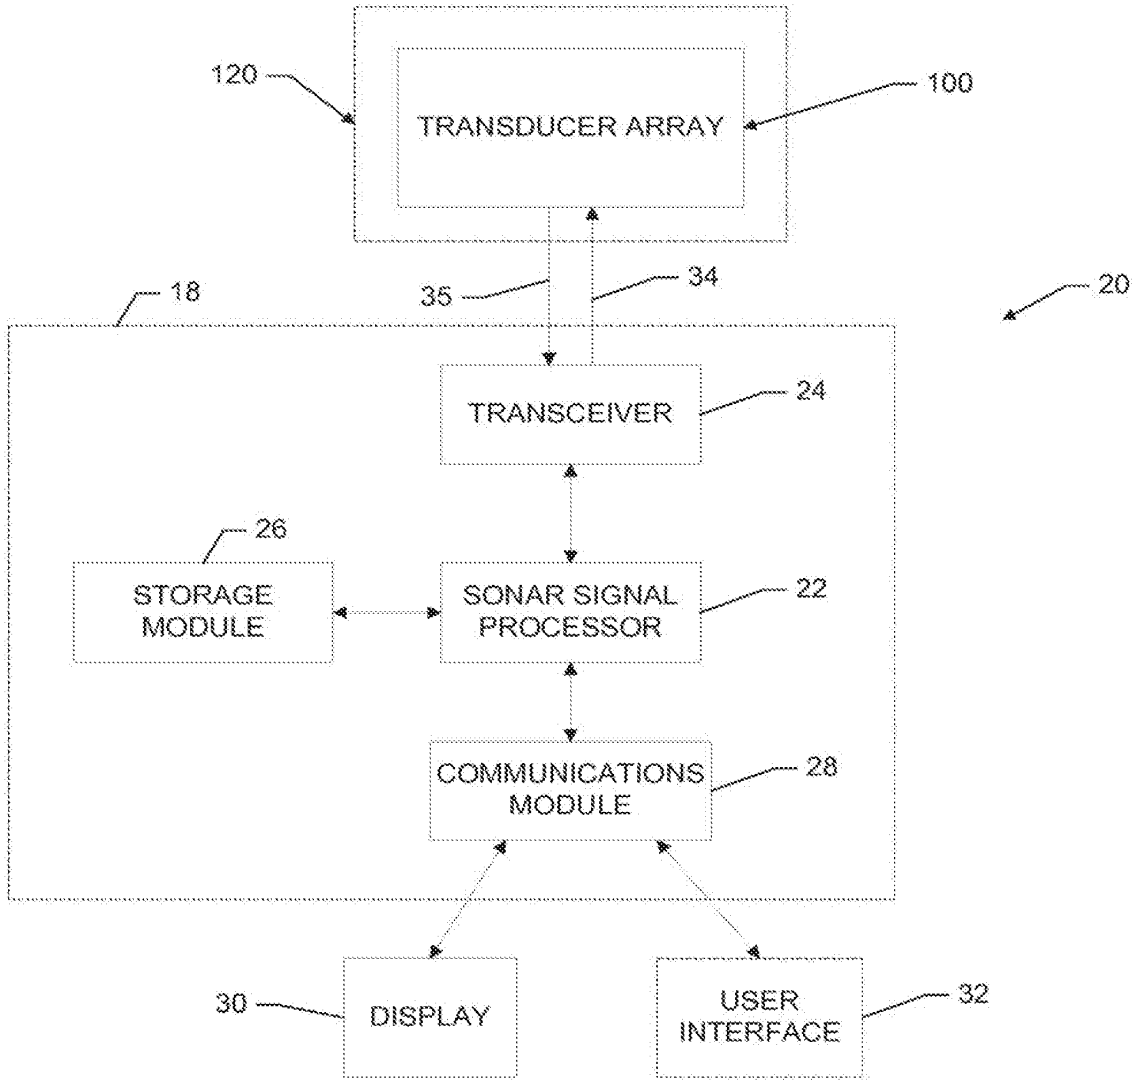 120
100
TRANSDUCER ARRAY
35
34
20
18
24
TRANSCEIVER
26
STORAGE
MODULE
SONAR SIGNAL
PROCESSOR
22
COMMUNICATIONS
MODULE
28
30
DISPLAY
USER
INTERFACE
32